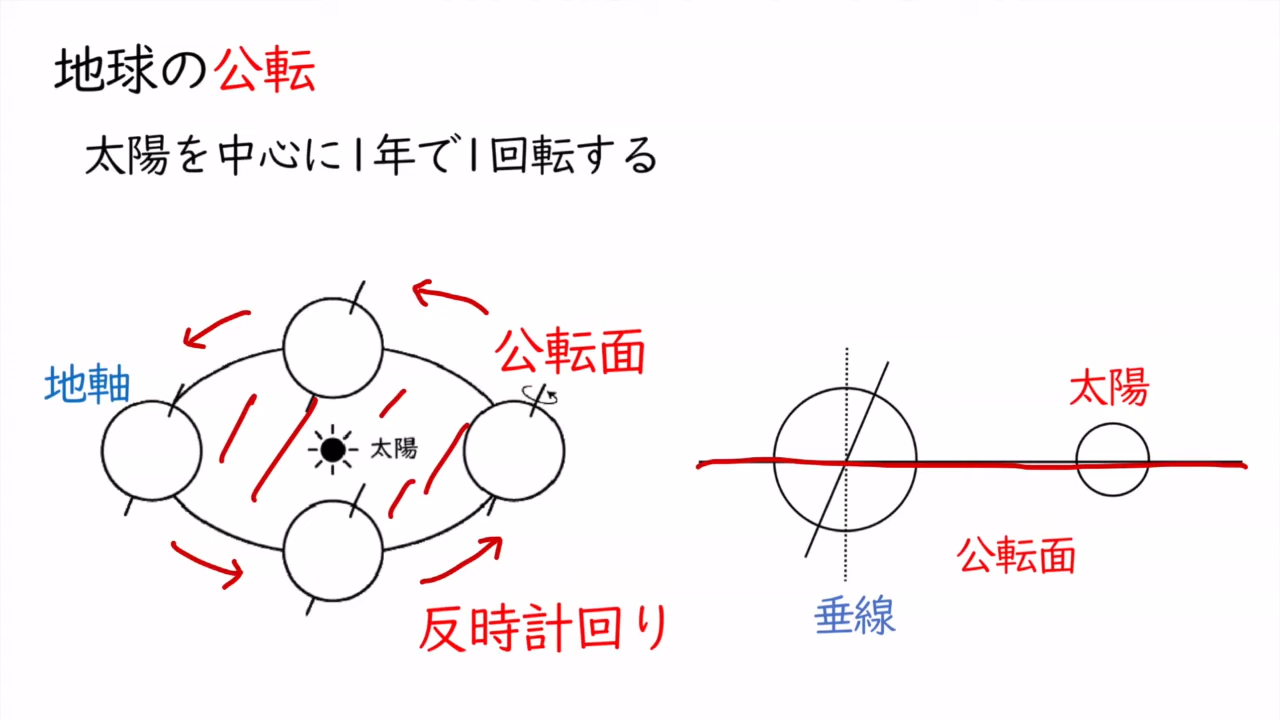 地球の公転
太陽を中心に1年で1回転する
公転面
地軸
太陽
反時計回り
太陽
公転面
垂線